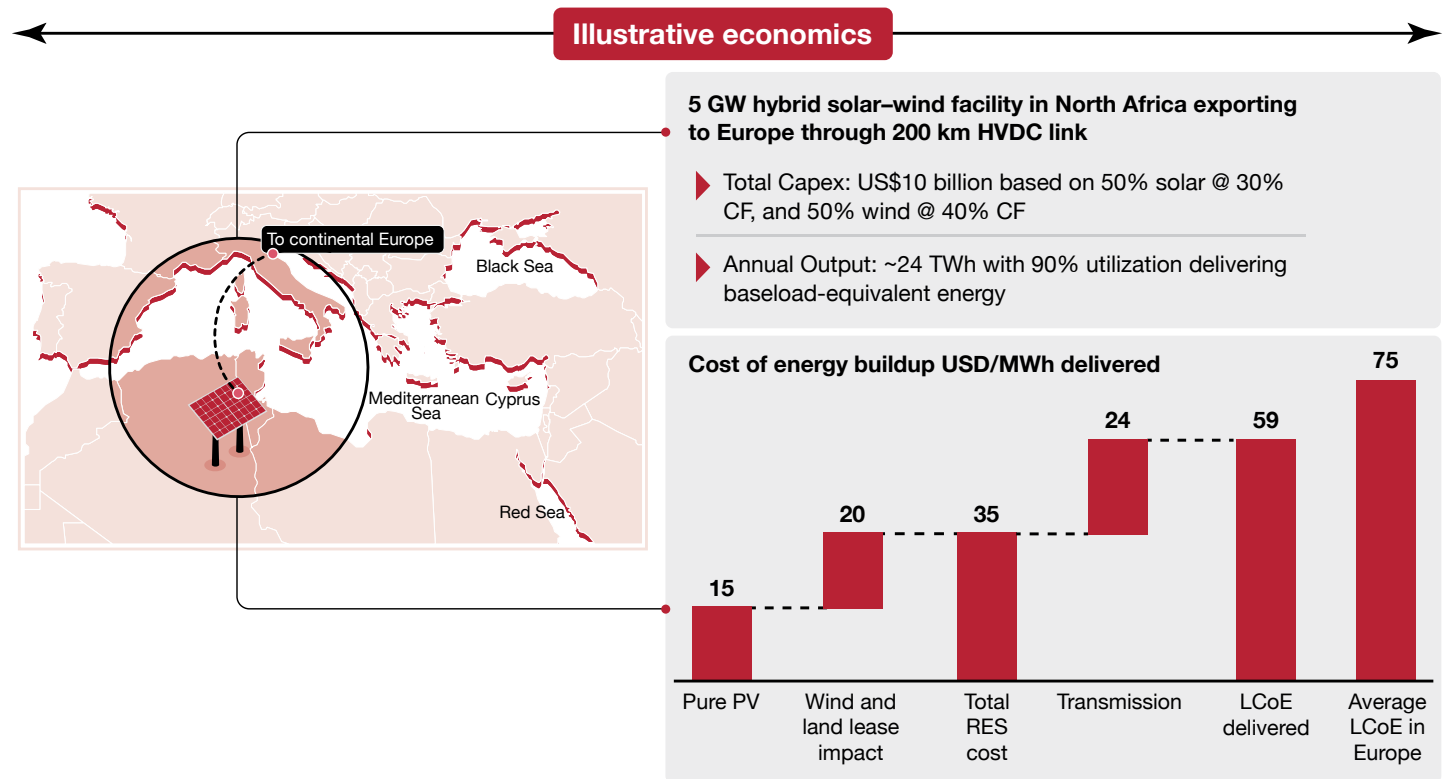 Illustrative economics
5 GW hybrid solar–wind facility in North Africa exporting
to Europe through 200 km HVDC link
Total Capex: US$10 billion based on 50% solar @ 30%
CF, and 50% wind @ 40% CF
Annual Output: ~24 TWh with 90% utilization delivering
baseload-equivalent energy
To continental Europe
Black Sea
Mediterranean
Sea
Cyprus
Red Sea
Cost of energy buildup USD/MWh delivered
15
20
35
24
59
75
Pure PV
Wind and
land lease
impact
Total
RES
cost
Transmission
LCoE
delivered
Average
LCoE in
Europe